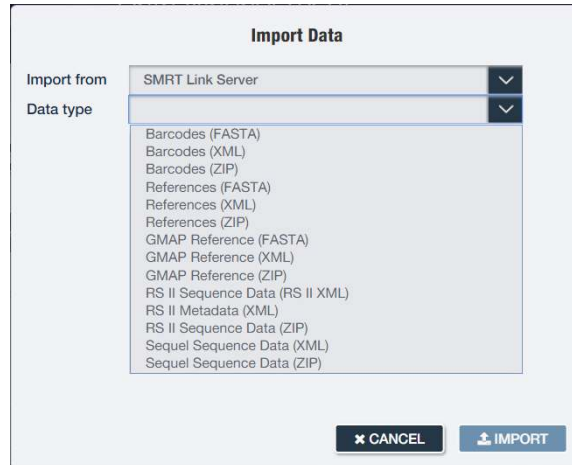 Import Data
Import from SMRT Link Server
Data type
Barcodes (FASTA)
Barcodes (XML)
Barcodes (ZIP)
References (FASTA)
References (XML)
References (ZIP)
GMAP Reference (FASTA)
GMAP Reference (XML)
GMAP Reference (ZIP)
RS II Sequence Data (RS II XML)
RS II Metadata (XML)
RS II Sequence Data (ZIP)
Sequel Sequence Data (XML)
Sequel Sequence Data (ZIP)
CANCEL IMPORT